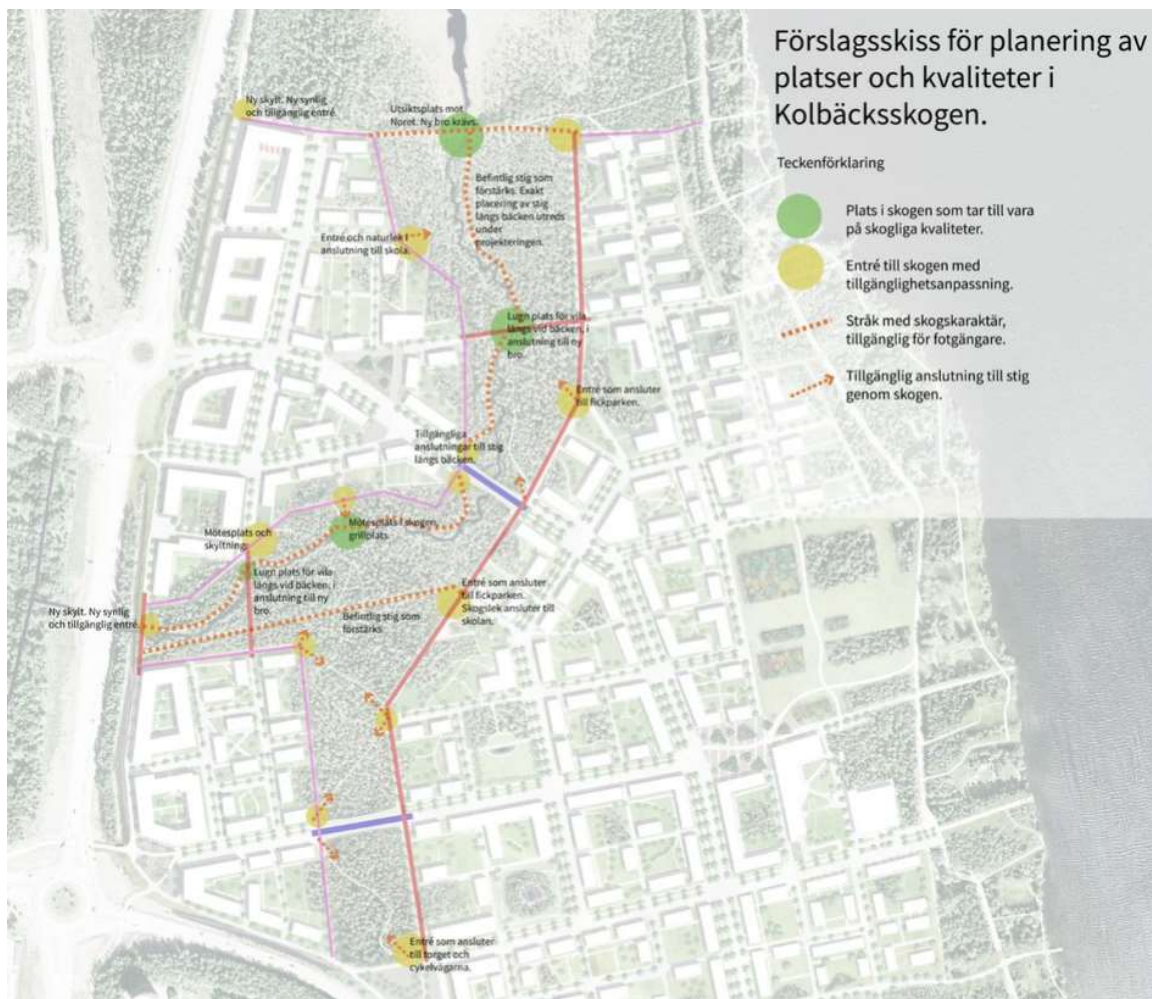 Förslagsskiss för planering av
platser och kvaliteter i
Kolbäcksskogen.
Teckenförklaring
Plats i skogen som tar till vara
på skogliga kvaliteter.
Entré till skogen med
tillgänglighetsanpassning.
Stråk med skogskaraktär,
tillgänglig för fotgängare.
Tillgänglig anslutning till stig
genom skogen.
Ny skylt. Ny synlig
och tillgänglig entré.
Utsiktsplats mot
Noret. Ny bro krävs.
Befintlig stig som
förstärks. Exakt
placering av stig
längs bäcken utreds
under
projekteringen.
Entré och naturlek i
anslutning till skola.
Lugn plats för vila
längs vid bäcken, i
anslutning till ny
bro.
Entré som ansluter
till fickparken.
Tillgängliga
anslutningar till stig
längs bäcken.
Mötesplats i skogen,
grillplats
Mötesplats och
skyltning.
Lugn plats för vila
längs vid bäcken, i
anslutning till ny
bro.
Entré som ansluter
till fickparken.
Skogslek ansluter till
skolan.
Ny skylt. Ny synlig
och tillgänglig entré.
Befintlig stig som
förstärks
Entré som ansluter
till torget och
cykelvägarna.